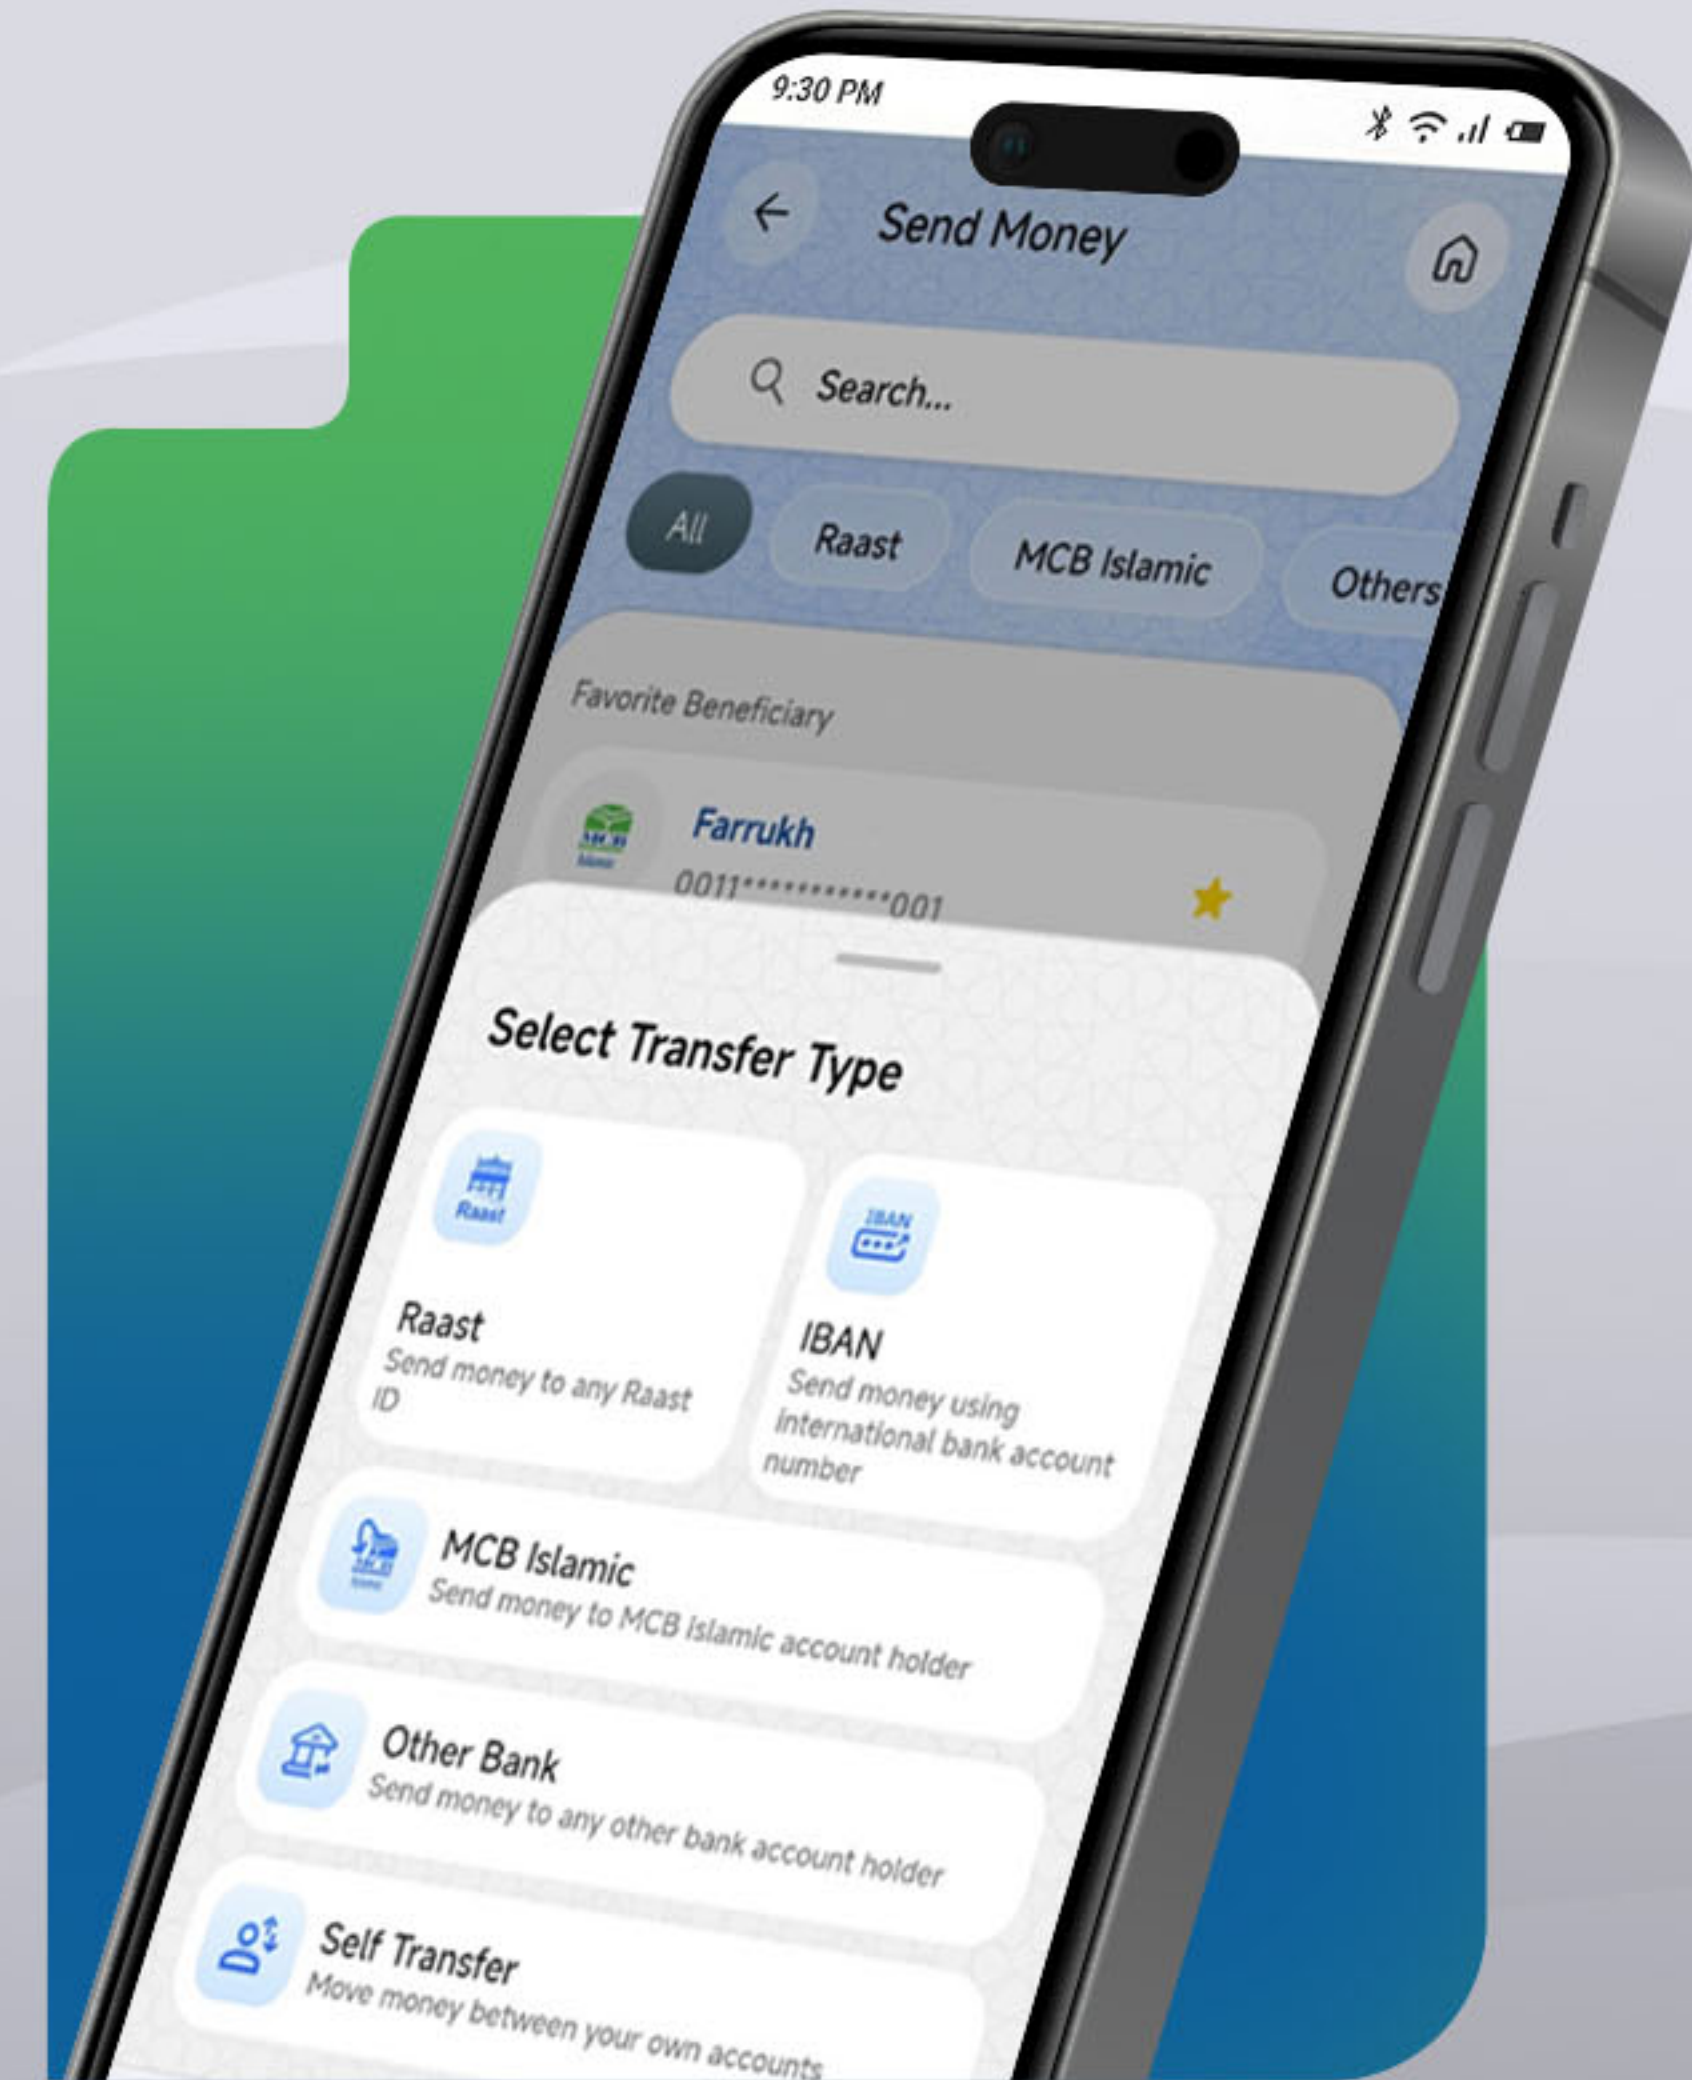 9:30 PM
Send Money
Search...
All
Raast
MCB Islamic
Others
Favorite Beneficiary
MCB
Islamic
Farrukh
0011***********001
Select Transfer Type
Raast
IBAN
Raast
Send money to any Raast
ID
IBAN
Send money using
international bank account
number
MCB Islamic
Send money to MCB Islamic account holder
Other Bank
Send money to any other bank account holder
Self Transfer
Move money between your own accounts